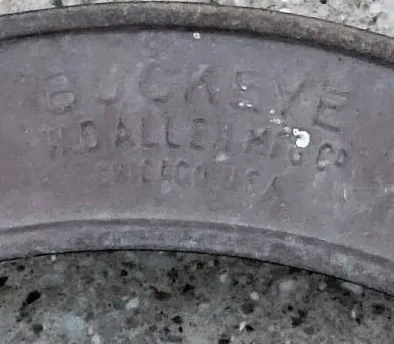 BUCKEYE
W.D. ALLEN MFG CO
CHICAGO U.S.A